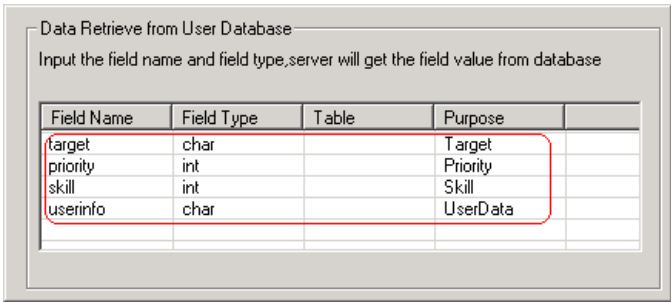 Data Retrieve from User Database
Input the field name and field type,server will get the field value from database
Field Name Field Type Table Purpose
target char Target
priority int Priority
skill int Skill
userinfo char UserData